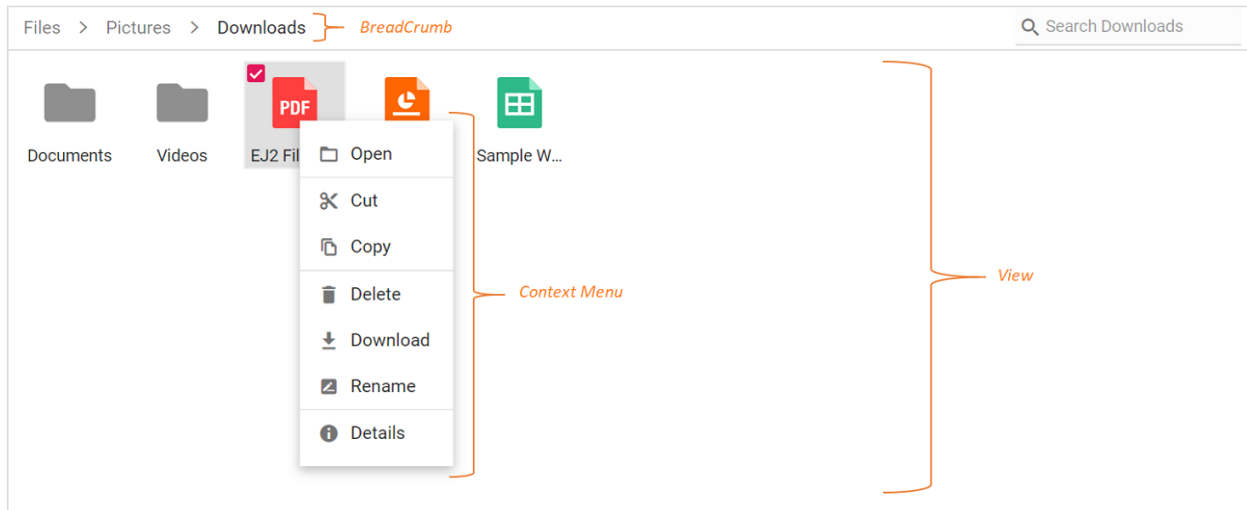 Files > Pictures > Downloads BreadCrumb Search Downloads
PDF
Documents Videos EJ2 Fil Sample W...
Open
Cut
Copy
Delete
Download
Rename
Details
Context Menu
View